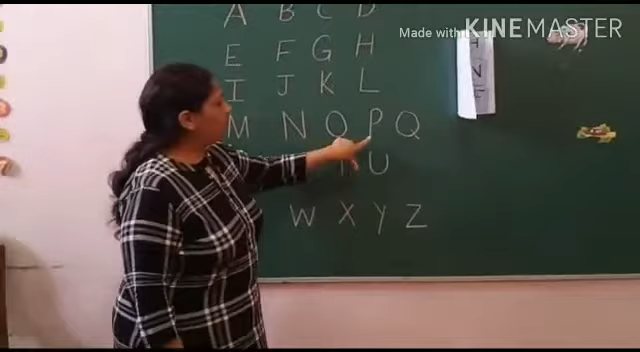 Made with KINEMASTER
A B C D
E F G H
I J K L
M N O P Q
T U
W X Y Z